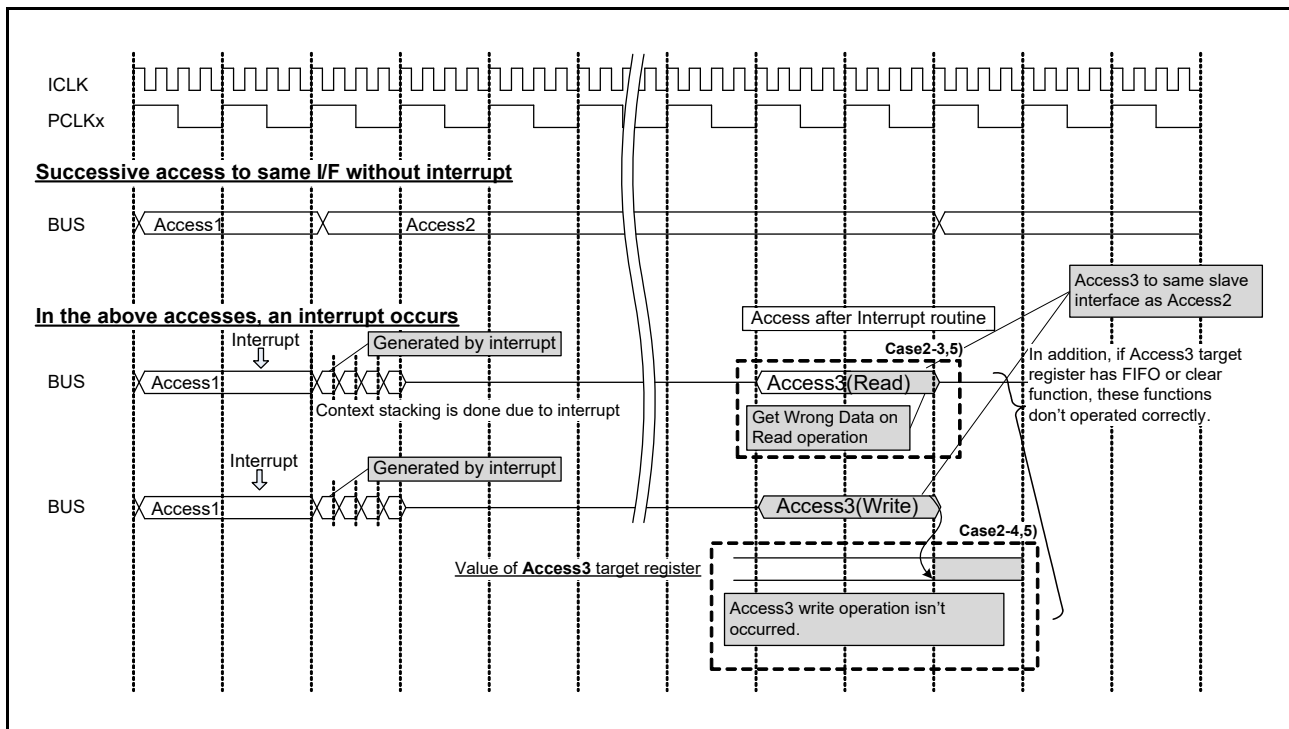 ICLK
PCLKx
Successive access to same I/F without interrupt
BUS
Access1
Access2
Access3 to same slave
interface as Access2
In the above accesses, an interrupt occurs
Access after Interrupt routine
Interrupt
Generated by interrupt
Case2-3,5)
In addition, if Access3 target
register has FIFO or clear
function, these functions
don't operated correctly.
BUS
Access1
Access3(Read)
Context stacking is done due to interrupt
Get Wrong Data on
Read operation
Interrupt
Generated by interrupt
BUS
Access1
Access3(Write)
Case2-4,5)
Value of Access3 target register
Access3 write operation isn't
occurred.